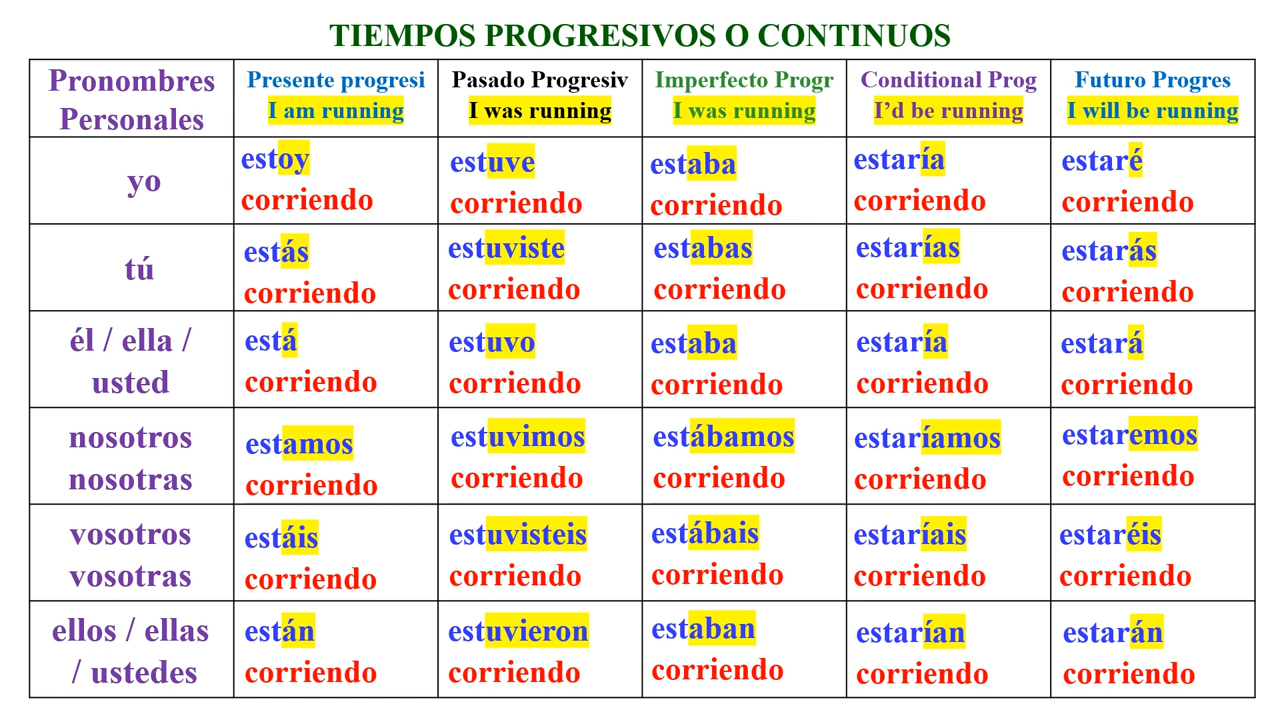 TIEMPOS PROGRESIVOS O CONTINUOS
Pronombres
Personales
Presente progresi
I am running
Pasado Progresiv
I was running
Imperfecto Progr
I was running
Conditional Prog
I’d be running
Futuro Progres
I will be running
yo
estoy
corriendo
estuve
corriendo
estaba
corriendo
estaría
corriendo
estaré
corriendo
tú
estás
corriendo
estuviste
corriendo
estabas
corriendo
estarías
corriendo
estarás
corriendo
él / ella /
usted
está
corriendo
estuvo
corriendo
estaba
corriendo
estaría
corriendo
estará
corriendo
nosotros
nosotras
estamos
corriendo
estuvimos
corriendo
estábamos
corriendo
estaríamos
corriendo
estaremos
corriendo
vosotros
vosotras
estáis
corriendo
estuvisteis
corriendo
estábais
corriendo
estaríais
corriendo
estaréis
corriendo
ellos / ellas
/ ustedes
están
corriendo
estuvieron
corriendo
estaban
corriendo
estarían
corriendo
estarán
corriendo